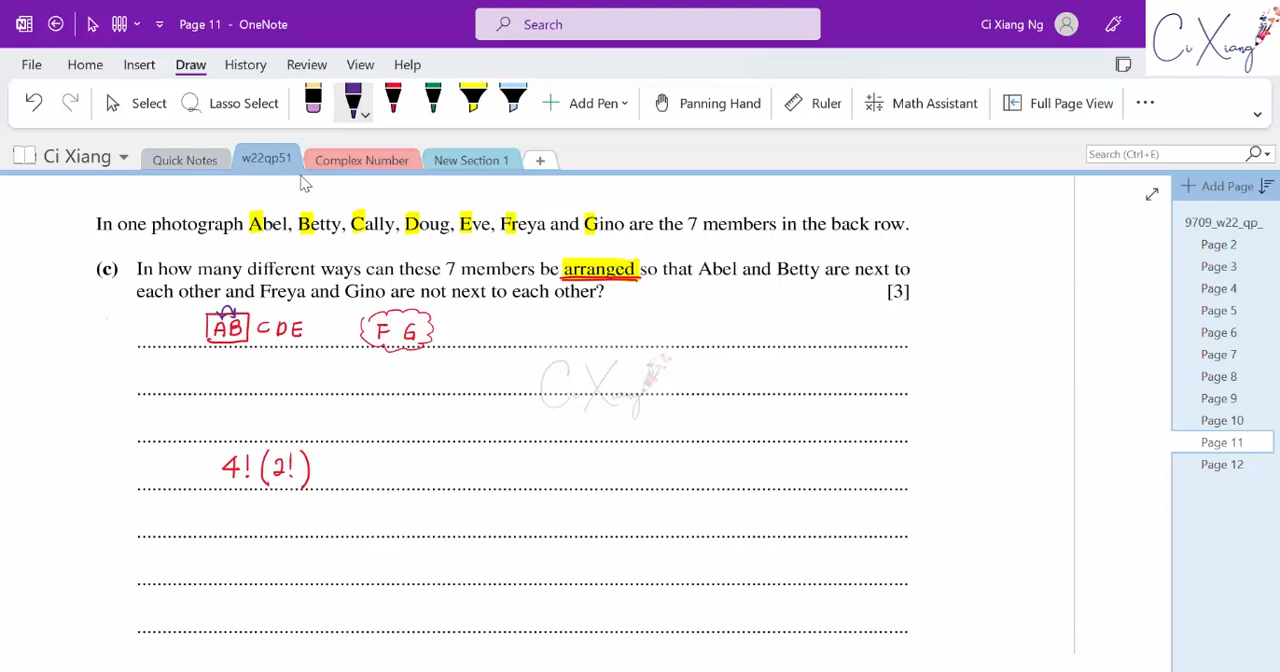 Page 11 - OneNote
Search
Ci Xiang Ng
Ci Xiang
File Home Insert Draw View History Review View Help
Select Lasso Select Add Pen Panning Hand Ruler Math Assistant Full Page View
Ci Xiang Quick Notes w22qp51 Complex Number New Section 1 +
Search (Ctrl+E)
Add Page
In one photograph Abel, Betty, Cally, Doug, Eve, Freya and Gino are the 7 members in the back row.
9709_w22_qp_
Page 2
(c) In how many different ways can these 7 members be arranged so that Abel and Betty are next to
each other and Freya and Gino are not next to each other? [3]
Page 3
Page 4
Page 5
AB C D E F G
Page 6
Page 7
Page 8
Ci Xiang
Page 9
Page 10
Page 11
Page 12
4! (2!)